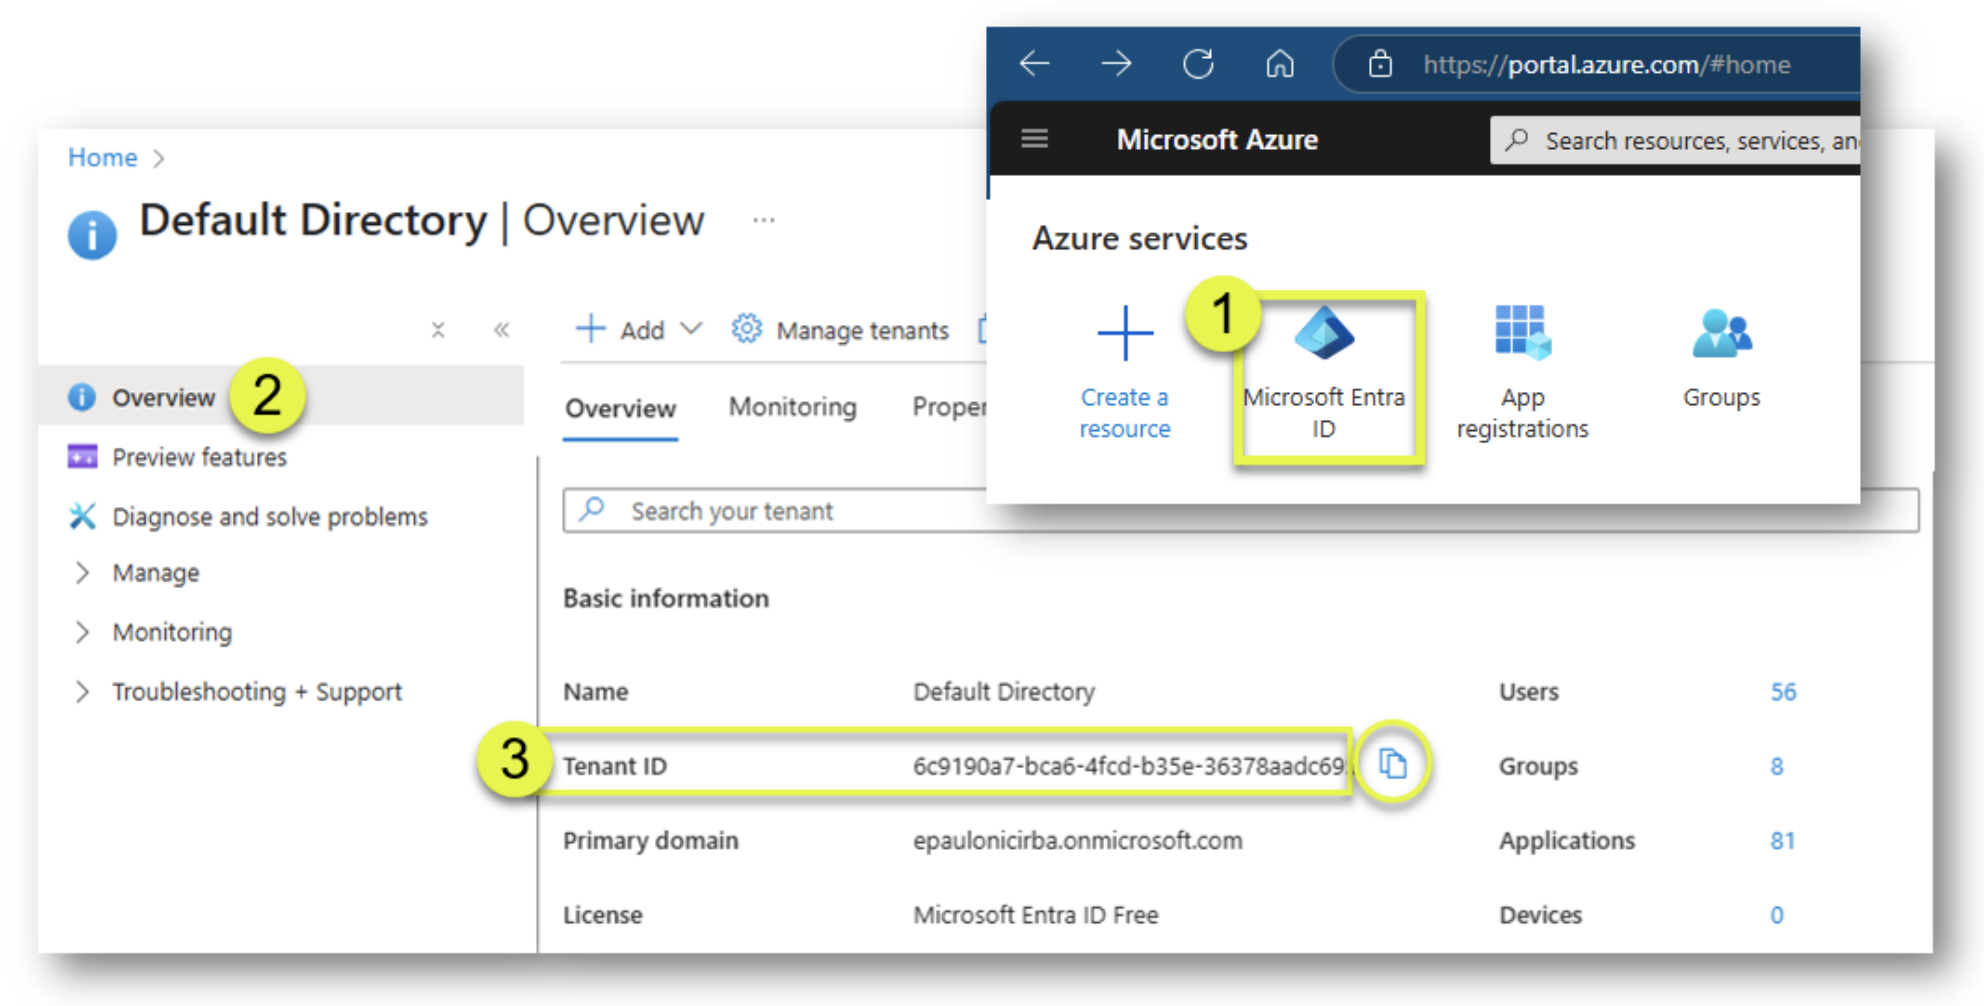 https://portal.azure.com/#home
Microsoft Azure
Search resources, services,
Azure services
1
Create a
resource
Microsoft Entra
ID
App
registrations
Groups
Home >
Default Directory | Overview ...
Add
Manage tenants
Overview 2
Preview features
Diagnose and solve problems
Manage
Monitoring
Troubleshooting + Support
Overview
Monitoring
Search your tenant
Basic information
Name Default Directory
Users 56
3 Tenant ID 6c9190a7-bca6-4fcd-b35e-36378aadc69
Groups 8
Primary domain epaulonicirba.onmicrosoft.com
Applications 81
License Microsoft Entra ID Free
Devices 0